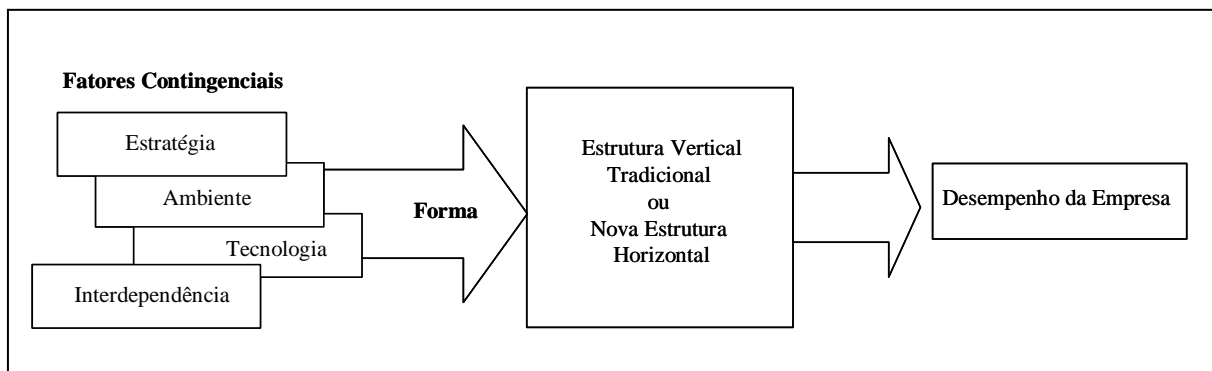 Fatores Contingenciais
Estratégia
Ambiente
Tecnologia
Interdependência
Forma
Estrutura Vertical
Tradicional
ou
Nova Estrutura
Horizontal
Desempenho da Empresa